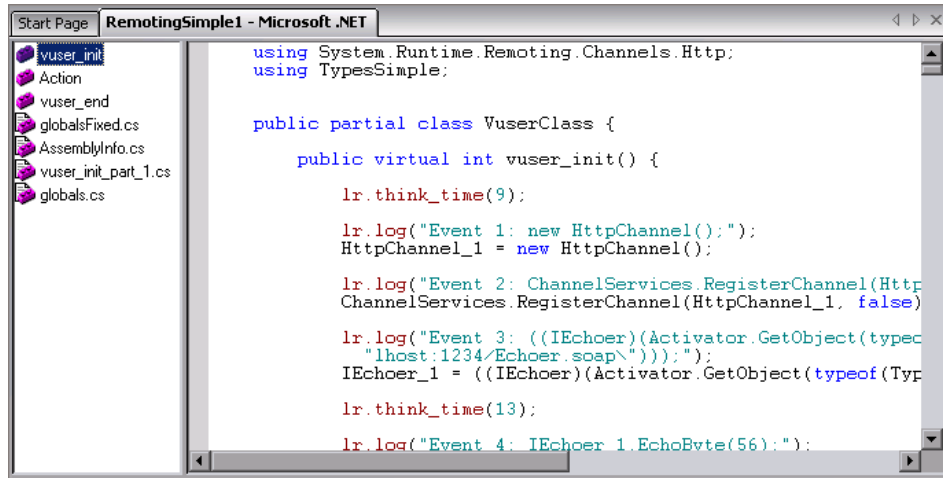 Start Page
RemotingSimple1 - Microsoft .NET
vuser_init
Action
vuser_end
globalsFixed.cs
AssemblyInfo.cs
vuser_init_part_1.cs
globals.cs
using System.Runtime.Remoting.Channels.Http;
using TypesSimple;
public partial class VuserClass {
public virtual int vuser_init() {
lr.think_time(9);
lr.log("Event 1: new HttpChannel();");
HttpChannel_1 = new HttpChannel();
lr.log("Event 2: ChannelServices.RegisterChannel(Http
ChannelServices.RegisterChannel(HttpChannel_1, false)
lr.log("Event 3: ((IEchoer)(Activator.GetObject(typeo
"lhost:1234/Echoer.soap\")));");
IEchoer_1 = ((IEchoer)(Activator.GetObject(typeof(Typ
lr.think_time(13);
lr.log("Event 4: IEchoer_1.EchoByte(56);");